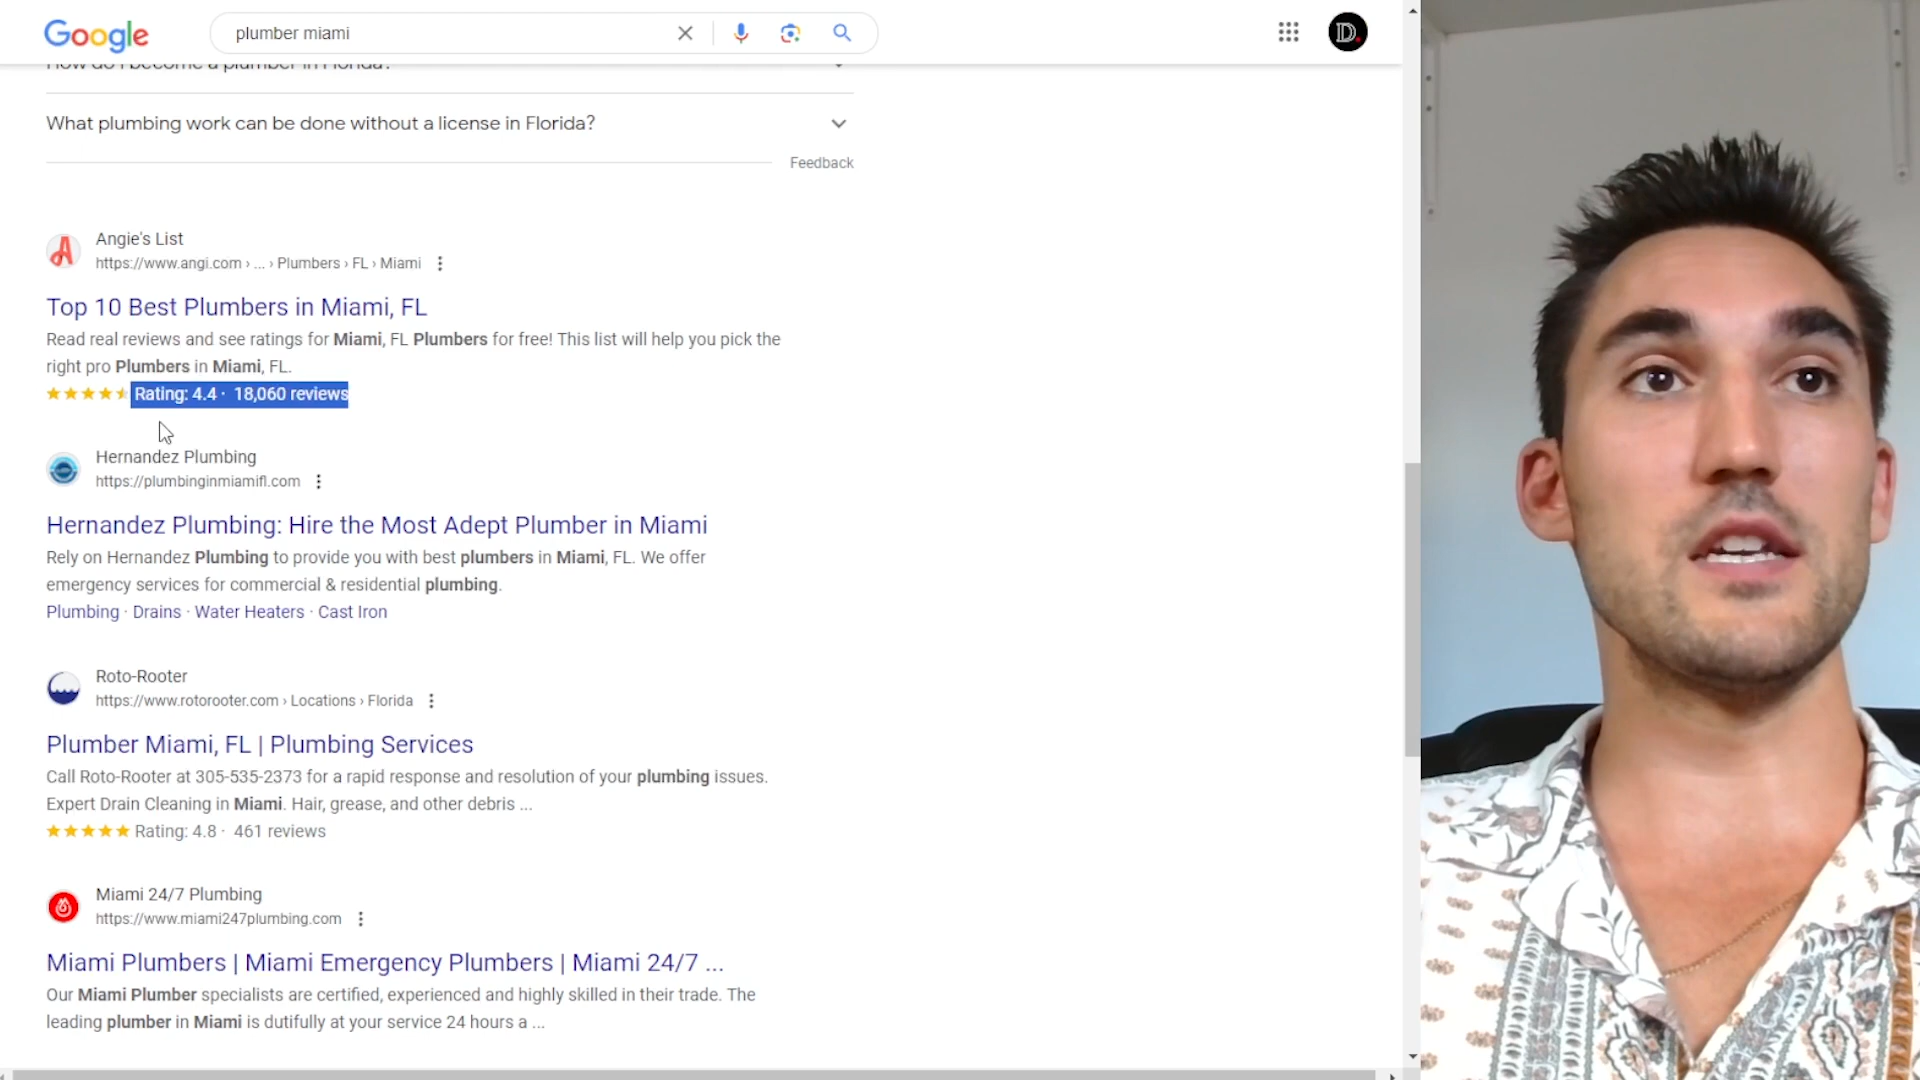 Google
plumber miami
D.
How do I become a plumber in Florida?
What plumbing work can be done without a license in Florida?
Feedback
Angie's List
https://www.angi.com › ... › Plumbers › FL › Miami
Top 10 Best Plumbers in Miami, FL
Read real reviews and see ratings for Miami, FL Plumbers for free! This list will help you pick the
right pro Plumbers in Miami, FL.
Rating: 4.4 · 18,060 reviews
Hernandez Plumbing
https://plumbinginmiamifl.com
Hernandez Plumbing: Hire the Most Adept Plumber in Miami
Rely on Hernandez Plumbing to provide you with best plumbers in Miami, FL. We offer
emergency services for commercial & residential plumbing.
Plumbing · Drains · Water Heaters · Cast Iron
Roto-Rooter
https://www.rotorooter.com › Locations › Florida
Plumber Miami, FL | Plumbing Services
Call Roto-Rooter at 305-535-2373 for a rapid response and resolution of your plumbing issues.
Expert Drain Cleaning in Miami. Hair, grease, and other debris ...
Rating: 4.8 · 461 reviews
Miami 24/7 Plumbing
https://www.miami247plumbing.com
Miami Plumbers | Miami Emergency Plumbers | Miami 24/7 ...
Our Miami Plumber specialists are certified, experienced and highly skilled in their trade. The
leading plumber in Miami is dutifully at your service 24 hours a ...